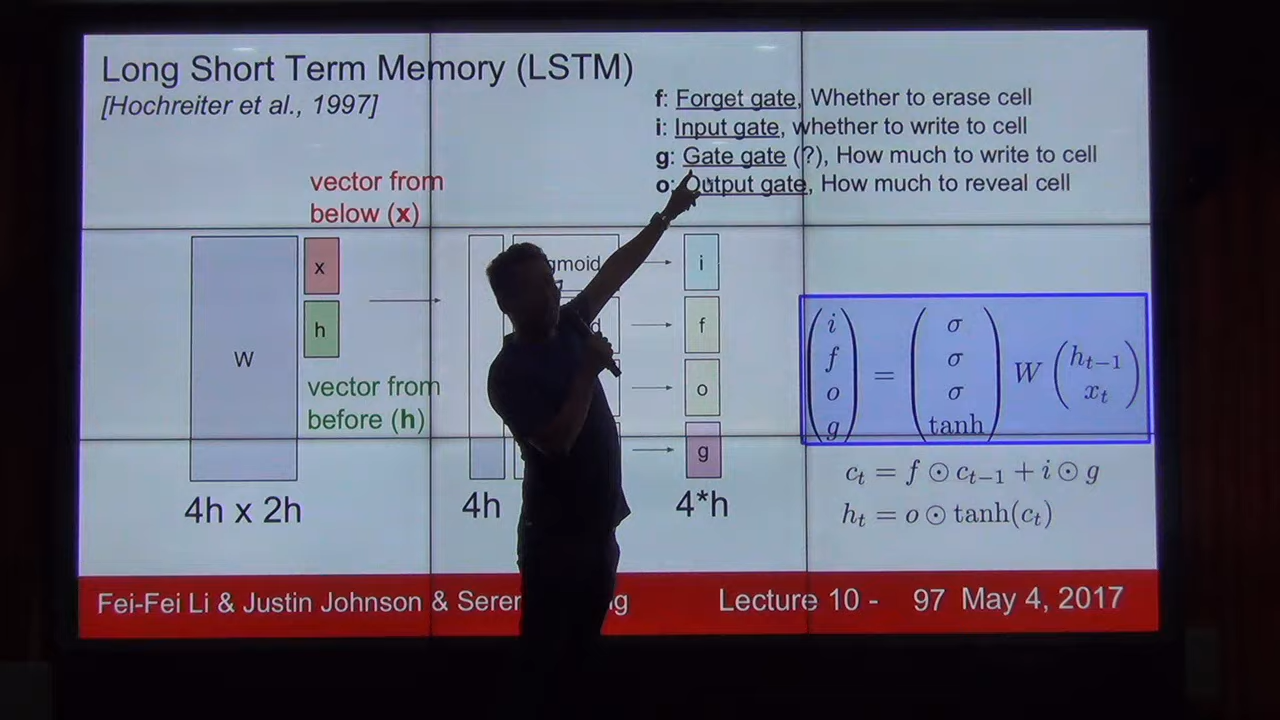 Long Short Term Memory (LSTM)
[Hochreiter et al., 1997]
f: Forget gate, Whether to erase cell
i: Input gate, whether to write to cell
g: Gate gate (?), How much to write to cell
o: Output gate, How much to reveal cell
vector from
below (x)
x
h
W
vector from
before (h)
4h x 2h
4h
i
f
o
g
4*h
i
f
o
g
=
σ
σ
σ
tanh
W
h_{t-1}
x_t
c_t = f ⊙ c_{t-1} + i ⊙ g
h_t = o ⊙ tanh(c_t)
Fei-Fei Li & Justin Johnson &
Lecture 10 - 97 May 4, 2017